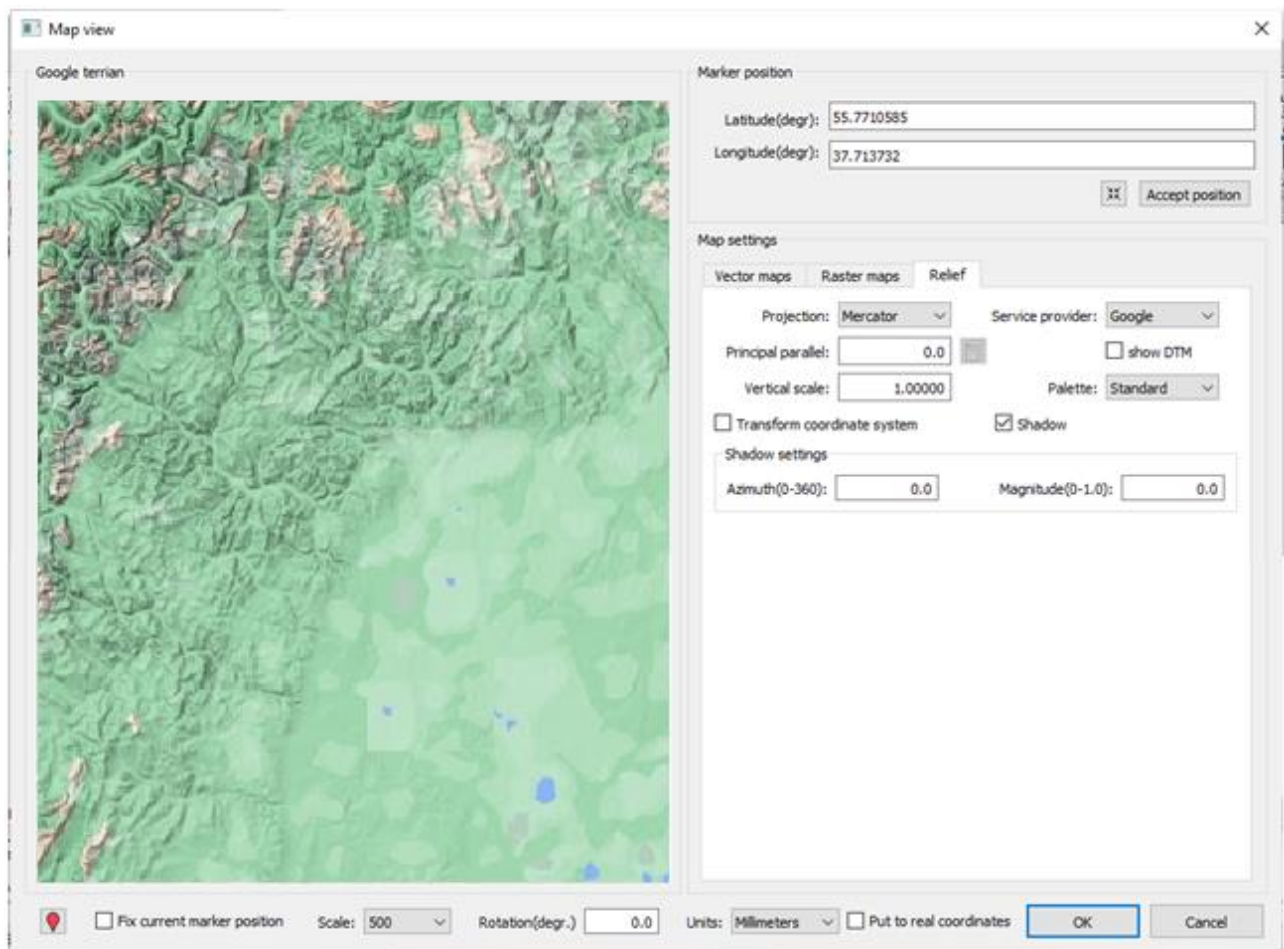 Map view
Google terrian
Marker position
Latitude(degr): 55.7710585
Longitude(degr): 37.713732
Accept position
Map settings
Vector maps Raster maps Relief
Projection: Mercator Service provider: Google
Principal parallel: 0.0 show DTM
Vertical scale: 1.00000 Palette: Standard
Transform coordinate system Shadow
Shadow settings
Azimuth(0-360): 0.0 Magnitude(0-1.0): 0.0
Fix current marker position Scale: 500 Rotation(degr.) 0.0 Units: Millimeters Put to real coordinates OK Cancel